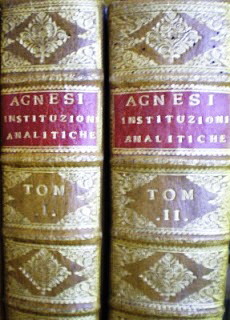 AGNESI
INSTITUZIONI
ANALITICHE
TOM
I.
AGNESI
INSTITUZIONI
ANALITICHE
TOM
.II.